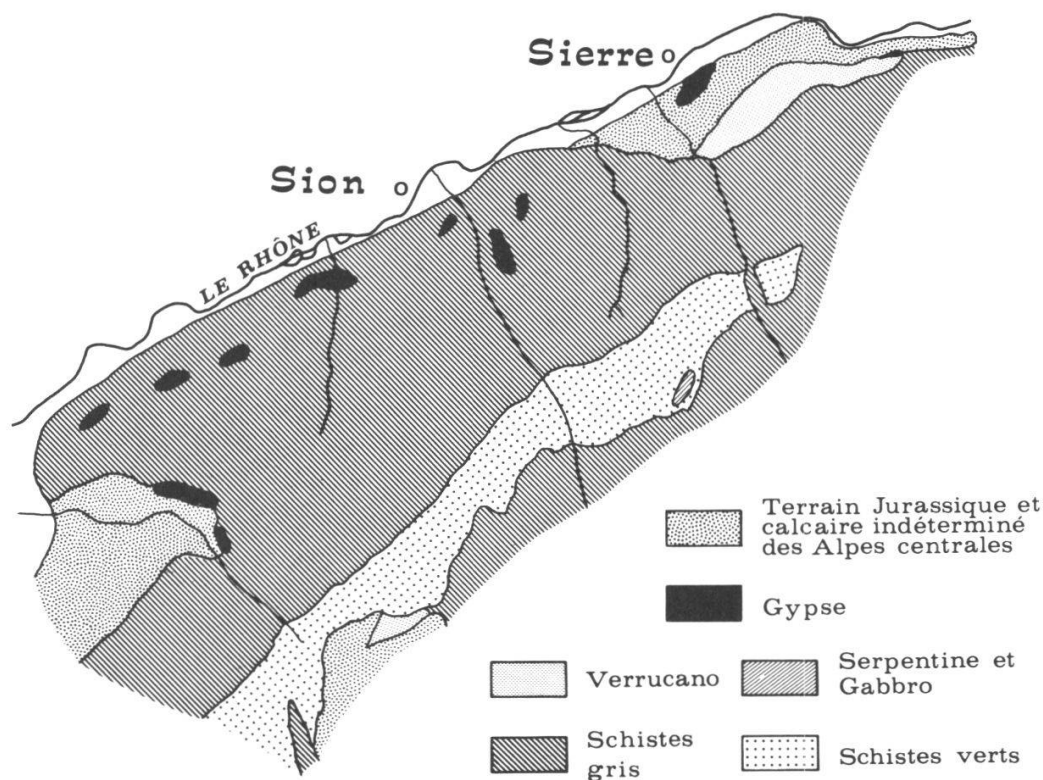 Sierre
Sion
LE RHÔNE
Terrain Jurassique et
calcaire indéterminé
des Alpes centrales
Gypse
Verrucano
Serpentine et
Gabbro
Schistes
gris
Schistes verts